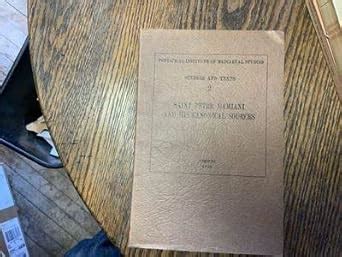 PONTIFICAL INSTITUTE OF MEDIAEVAL STUDIES
STUDIES AND TEXTS
2
SAINT PETER DAMIANI
AND HIS CANONICAL SOURCES
TORONTO